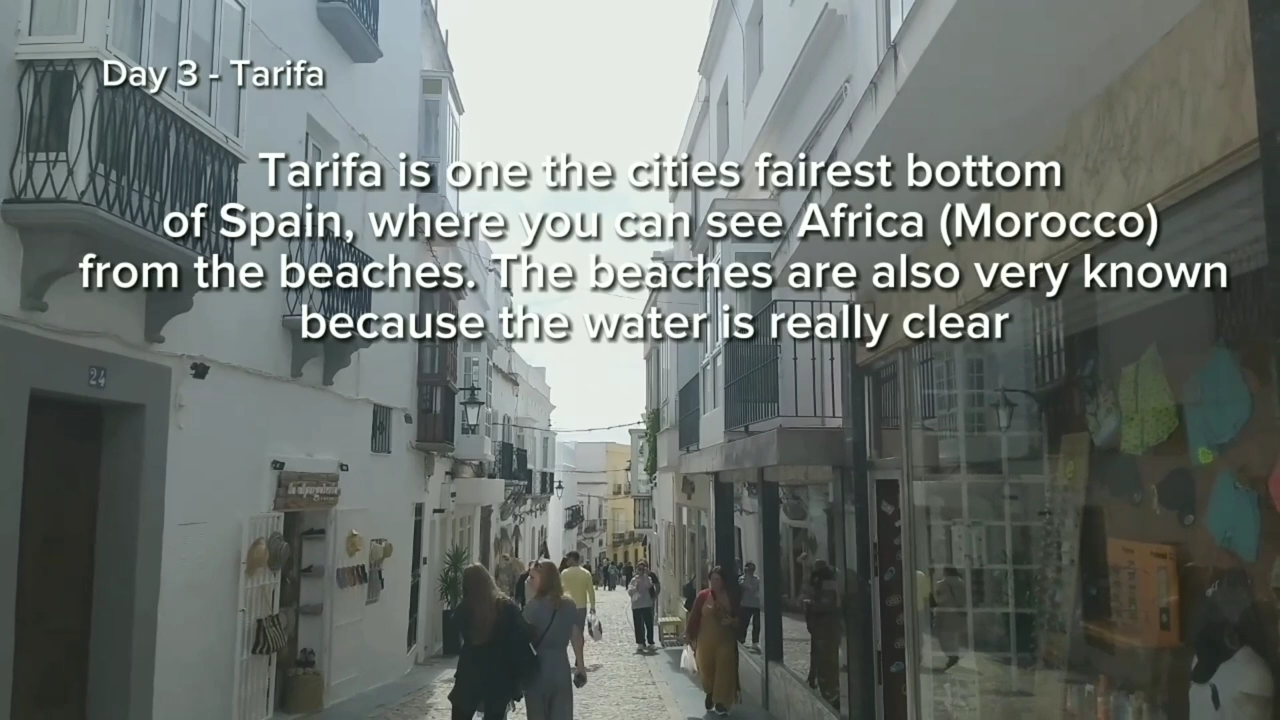 Day 3 - Tarifa
Tarifa is one the cities fairest bottom
of Spain, where you can see Africa (Morocco)
from the beaches. The beaches are also very known
because the water is really clear
24